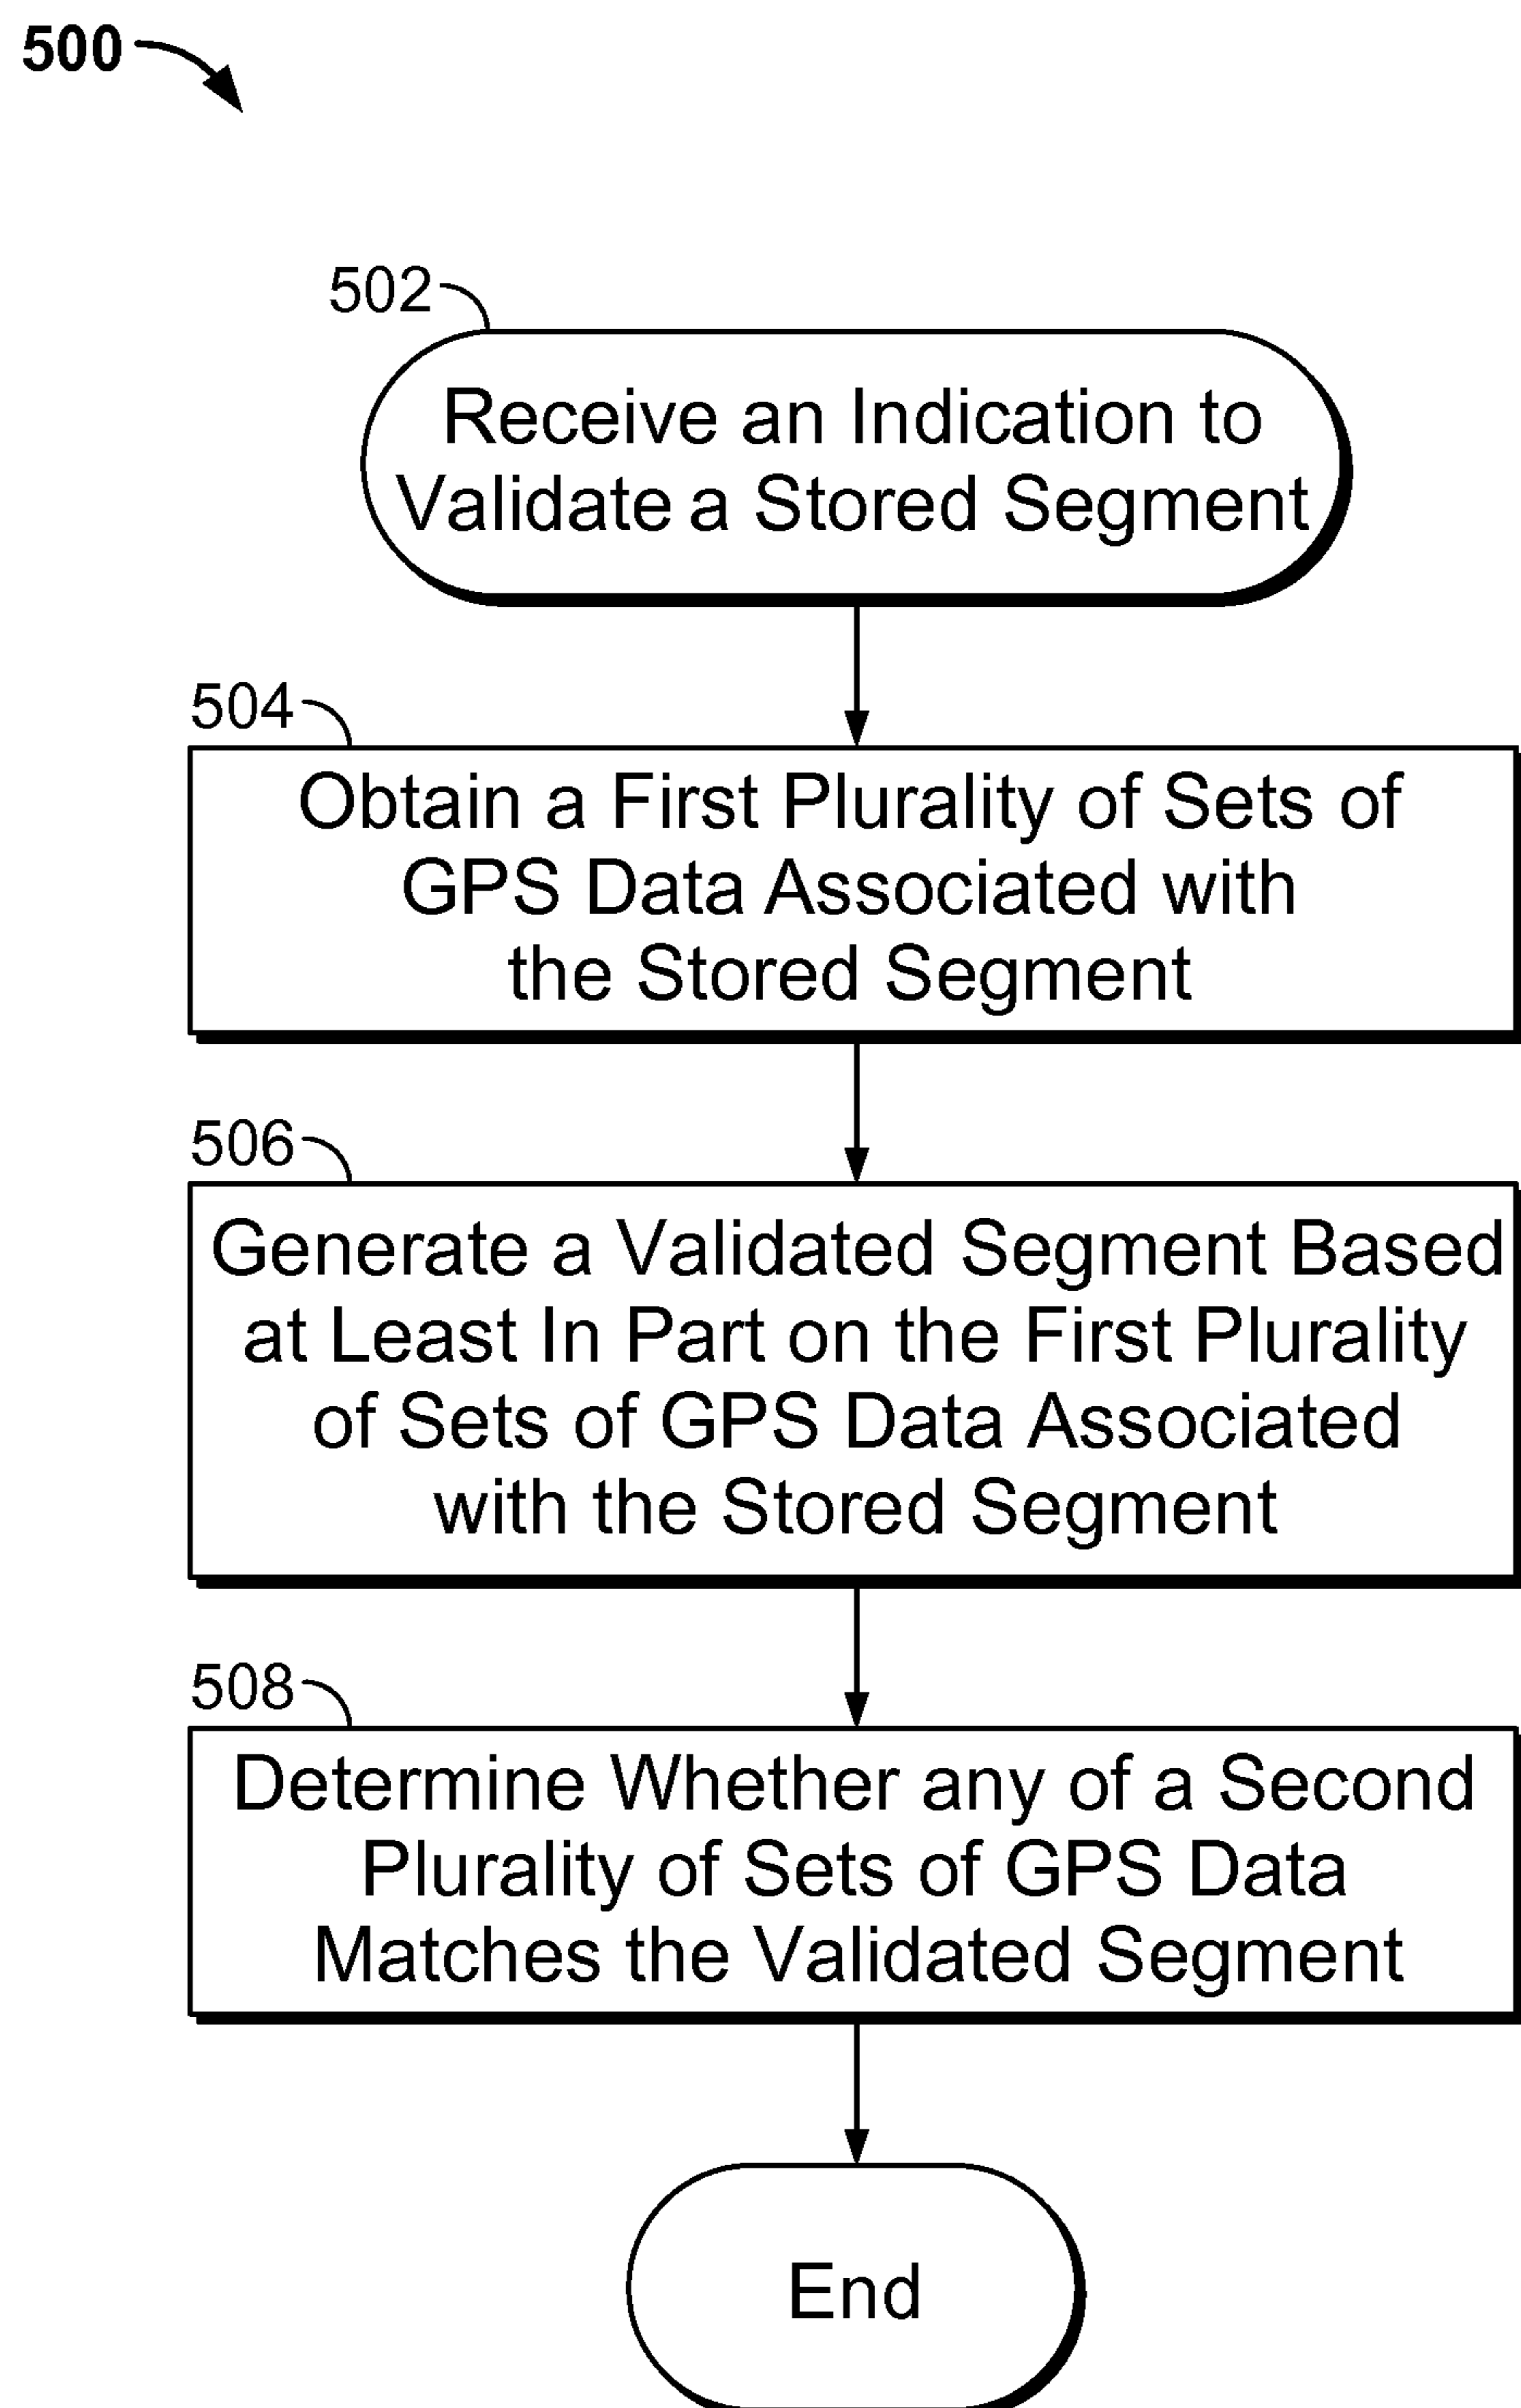 500
502
Receive an Indication to
Validate a Stored Segment
504
Obtain a First Plurality of Sets of
GPS Data Associated with
the Stored Segment
506
Generate a Validated Segment Based
at Least In Part on the First Plurality
of Sets of GPS Data Associated
with the Stored Segment
508
Determine Whether any of a Second
Plurality of Sets of GPS Data
Matches the Validated Segment
End